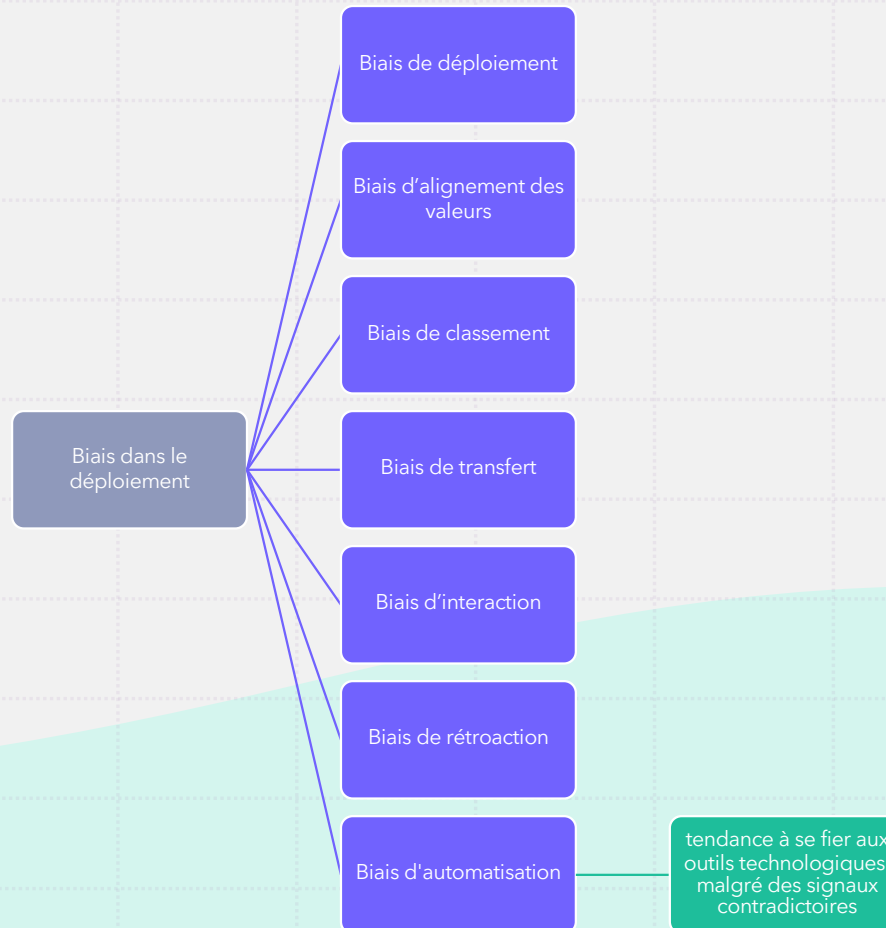 Biais de déploiement
Biais d’alignement des
valeurs
Biais de classement
Biais dans le
déploiement
Biais de transfert
Biais d’interaction
Biais de rétroaction
Biais d'automatisation
tendance à se fier aux
outils technologiques
malgré des signaux
contradictoires